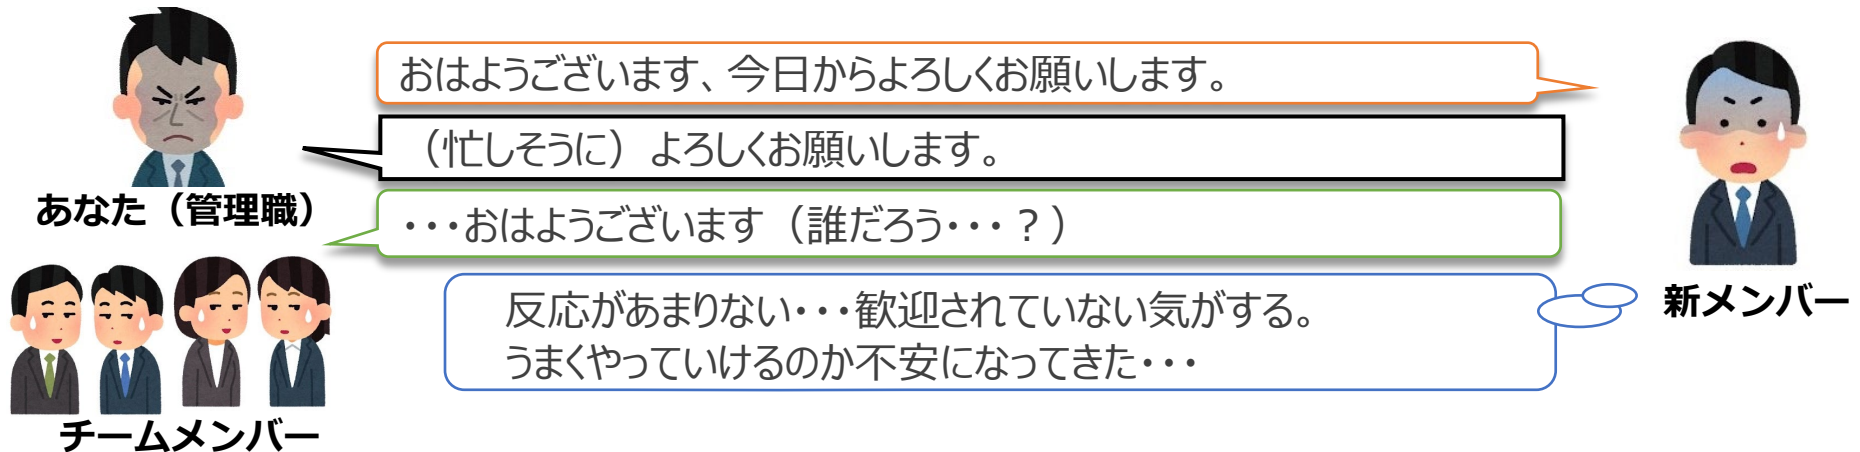 おはようございます、今日からよろしくお願いします。
（忙しそうに）よろしくお願いします。
あなた（管理職）
・・・おはようございます（誰だろう・・・？）
反応があまりない・・・歓迎されていない気がする。
うまくやっていけるのか不安になってきた・・・
新メンバー
チームメンバー